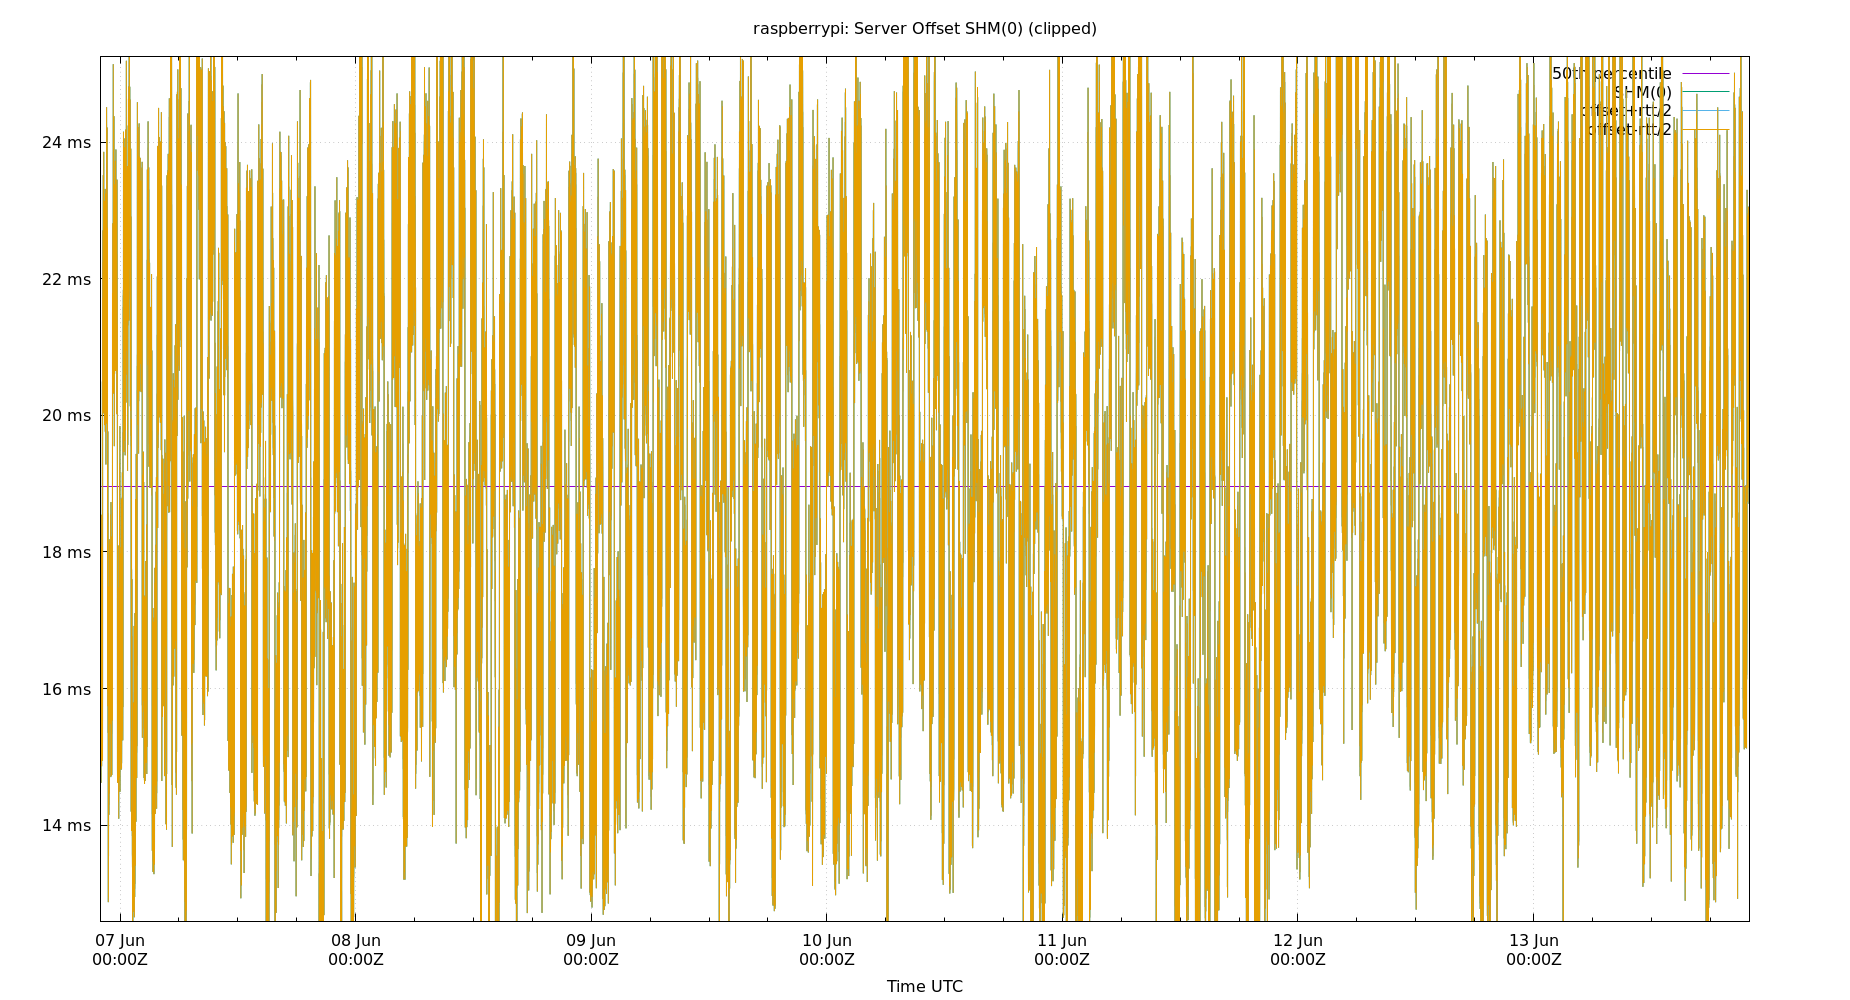 raspberrypi: Server Offset SHM(0) (clipped)
50th percentile
SHM(0)
offset+rtt/2
offset-rtt/2
24 ms
22 ms
20 ms
18 ms
16 ms
14 ms
07 Jun 08 Jun 09 Jun 10 Jun 11 Jun 12 Jun 13 Jun
00:00Z 00:00Z 00:00Z 00:00Z 00:00Z 00:00Z 00:00Z
Time UTC